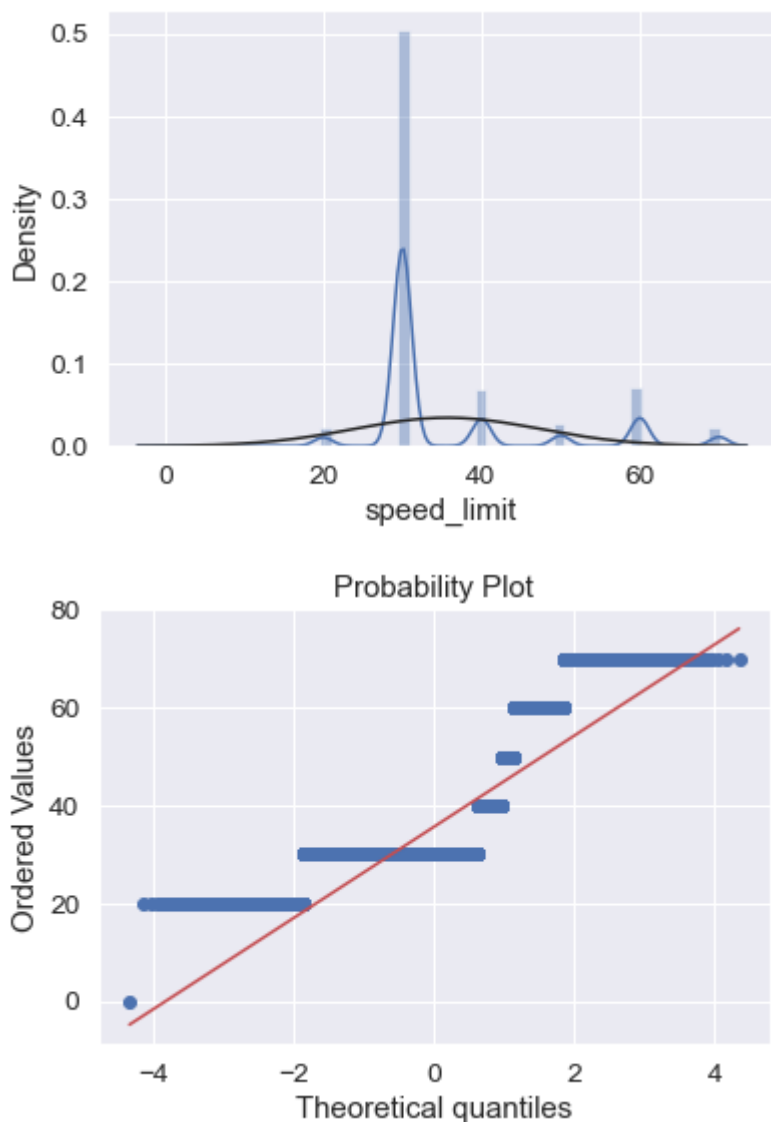 0.5
0.4
0.3
0.2
0.1
0.0
Density
0 20 40 60
speed_limit
Probability Plot
80
60
40
20
0
Ordered Values
−4 −2 0 2 4
Theoretical quantiles